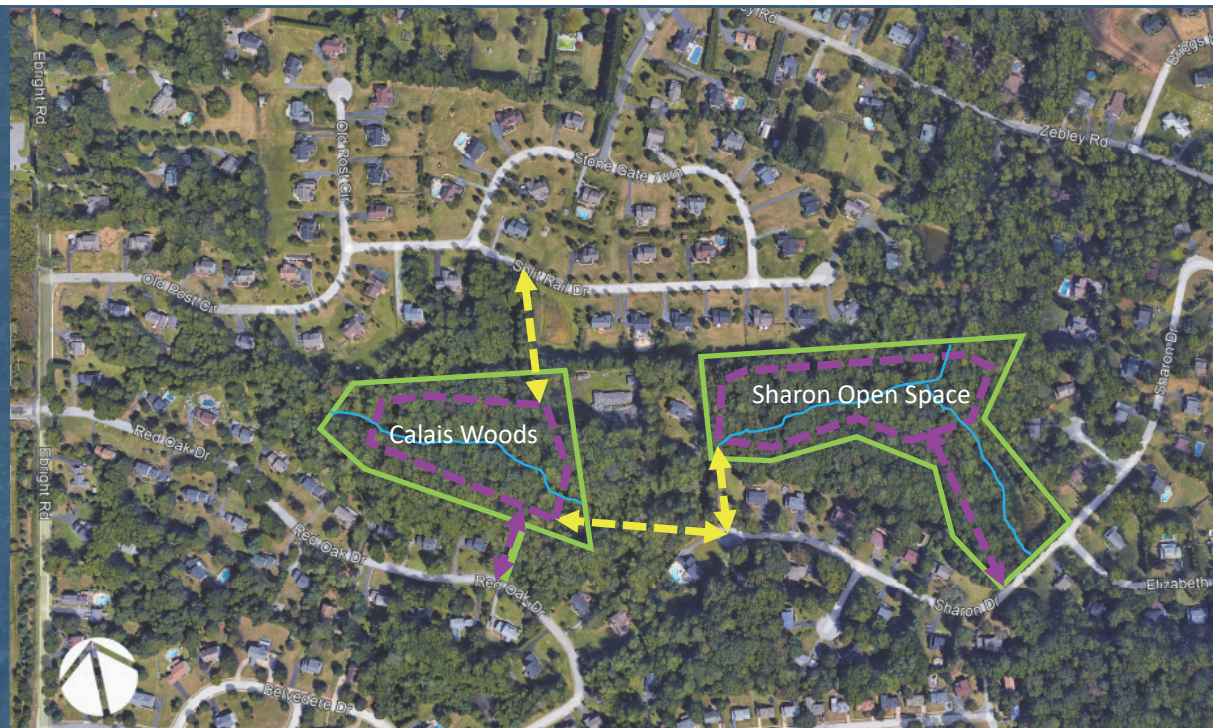 Ebright Rd
ey Rd
Briggs L
Zebley Rd
Old Post Cir
Stone Gate Turn
Old Post Cir
Split Rail Dr
Sharon Dr
Sharon Open Space
Calais Woods
Red Oak Dr
Ebright Rd
Red Oak Dr
Red Oak Dr
Sharon Dr
Elizabeth
Belvedere D